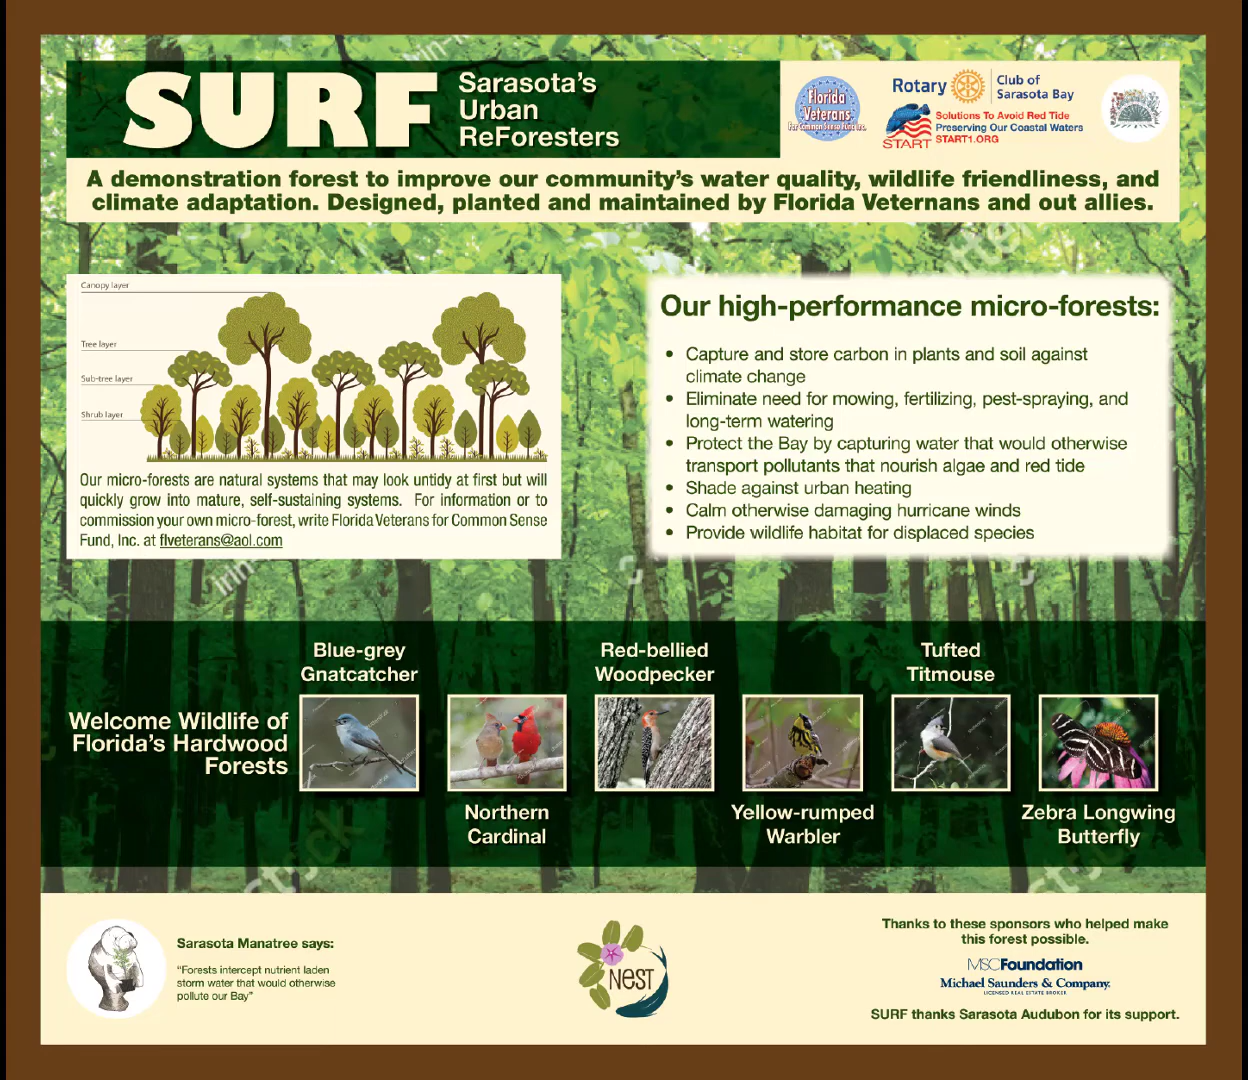 SURF
Sarasota's
Urban
ReForesters
Florida
Veterans
For Common Sense Fund, Inc.
Rotary
Club of
Sarasota Bay
START
Solutions To Avoid Red Tide
Preserving Our Coastal Waters
START1.ORG
A demonstration forest to improve our community's water quality, wildlife friendliness, and
climate adaptation. Designed, planted and maintained by Florida Veternans and out allies.
Canopy layer
Tree layer
Sub-tree layer
Shrub layer
Our micro-forests are natural systems that may look untidy at first but will
quickly grow into mature, self-sustaining systems. For information or to
commission your own micro-forest, write Florida Veterans for Common Sense
Fund, Inc. at flveterans@aol.com
Our high-performance micro-forests:
• Capture and store carbon in plants and soil against
climate change
• Eliminate need for mowing, fertilizing, pest-spraying, and
long-term watering
• Protect the Bay by capturing water that would otherwise
transport pollutants that nourish algae and red tide
• Shade against urban heating
• Calm otherwise damaging hurricane winds
• Provide wildlife habitat for displaced species
Welcome Wildlife of
Florida's Hardwood
Forests
Blue-grey
Gnatcatcher
Northern
Cardinal
Red-bellied
Woodpecker
Yellow-rumped
Warbler
Tufted
Titmouse
Zebra Longwing
Butterfly
Sarasota Manatree says:
"Forests intercept nutrient laden
storm water that would otherwise
pollute our Bay"
NEST
Thanks to these sponsors who helped make
this forest possible.
MSCFoundation
Michael Saunders & Company.
LICENSED REAL ESTATE BROKER
SURF thanks Sarasota Audubon for its support.